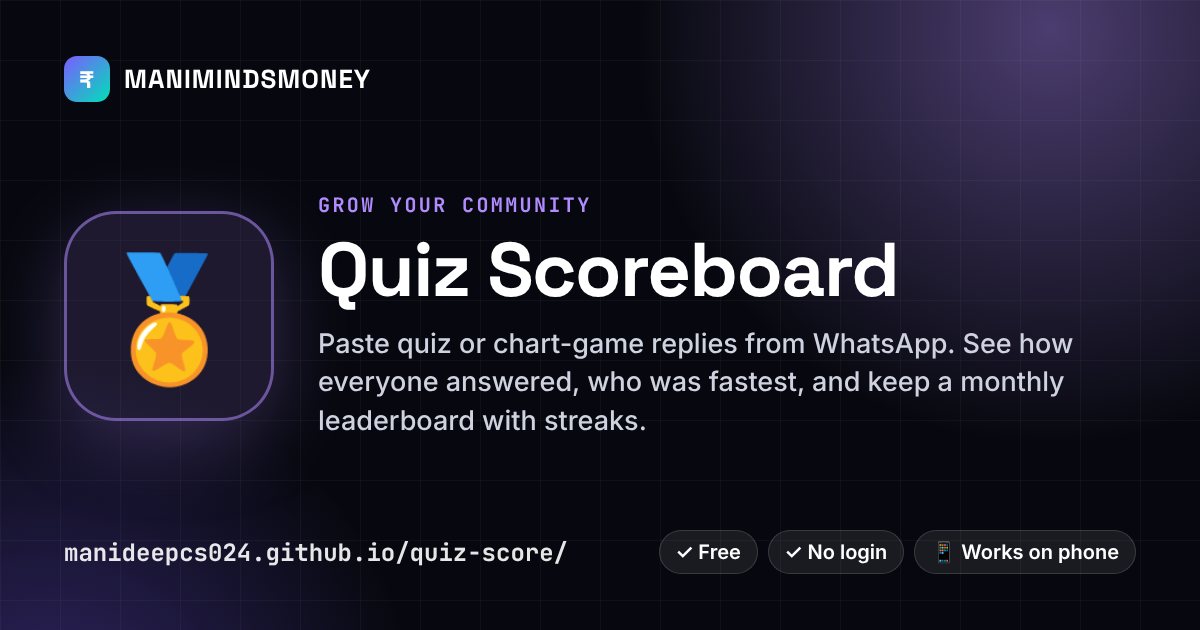 ₹ MANIMINDSMONEY
GROW YOUR COMMUNITY
Quiz Scoreboard
Paste quiz or chart-game replies from WhatsApp. See how
everyone answered, who was fastest, and keep a monthly
leaderboard with streaks.
manideepcs024.github.io/quiz-score/
✓ Free
✓ No login
📱 Works on phone